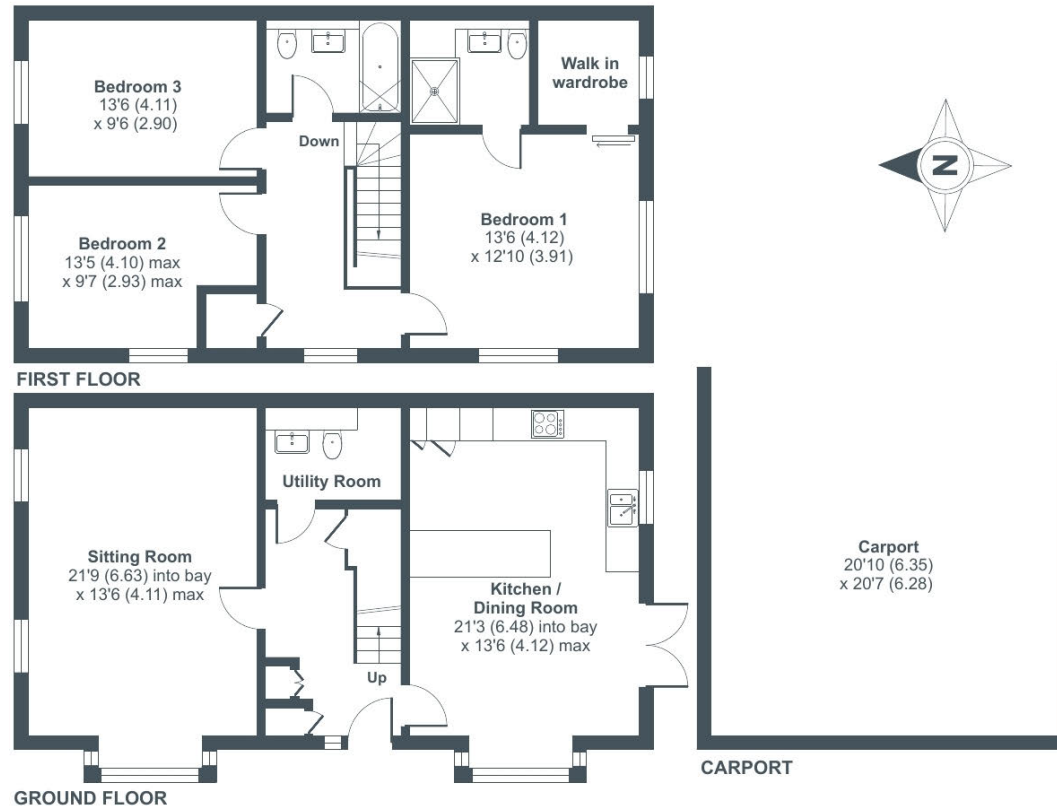 Bedroom 3
13'6 (4.11)
x 9'6 (2.90)
Down
Walk in
wardrobe
N
Bedroom 2
13'5 (4.10) max
x 9'7 (2.93) max
Bedroom 1
13'6 (4.12)
x 12'10 (3.91)
FIRST FLOOR
Utility Room
Sitting Room
21'9 (6.63) into bay
x 13'6 (4.11) max
Kitchen /
Dining Room
21'3 (6.48) into bay
x 13'6 (4.12) max
Up
Carport
20'10 (6.35)
x 20'7 (6.28)
CARPORT
GROUND FLOOR